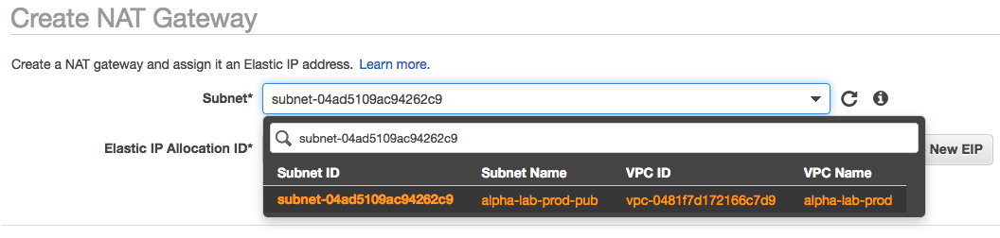 Create NAT Gateway
Create a NAT gateway and assign it an Elastic IP address. Learn more.
Subnet* subnet-04ad5109ac94262c9
subnet-04ad5109ac94262c9
Elastic IP Allocation ID* New EIP
Subnet ID Subnet Name VPC ID VPC Name
subnet-04ad5109ac94262c9 alpha-lab-prod-pub vpc-0481f7d172166c7d9 alpha-lab-prod